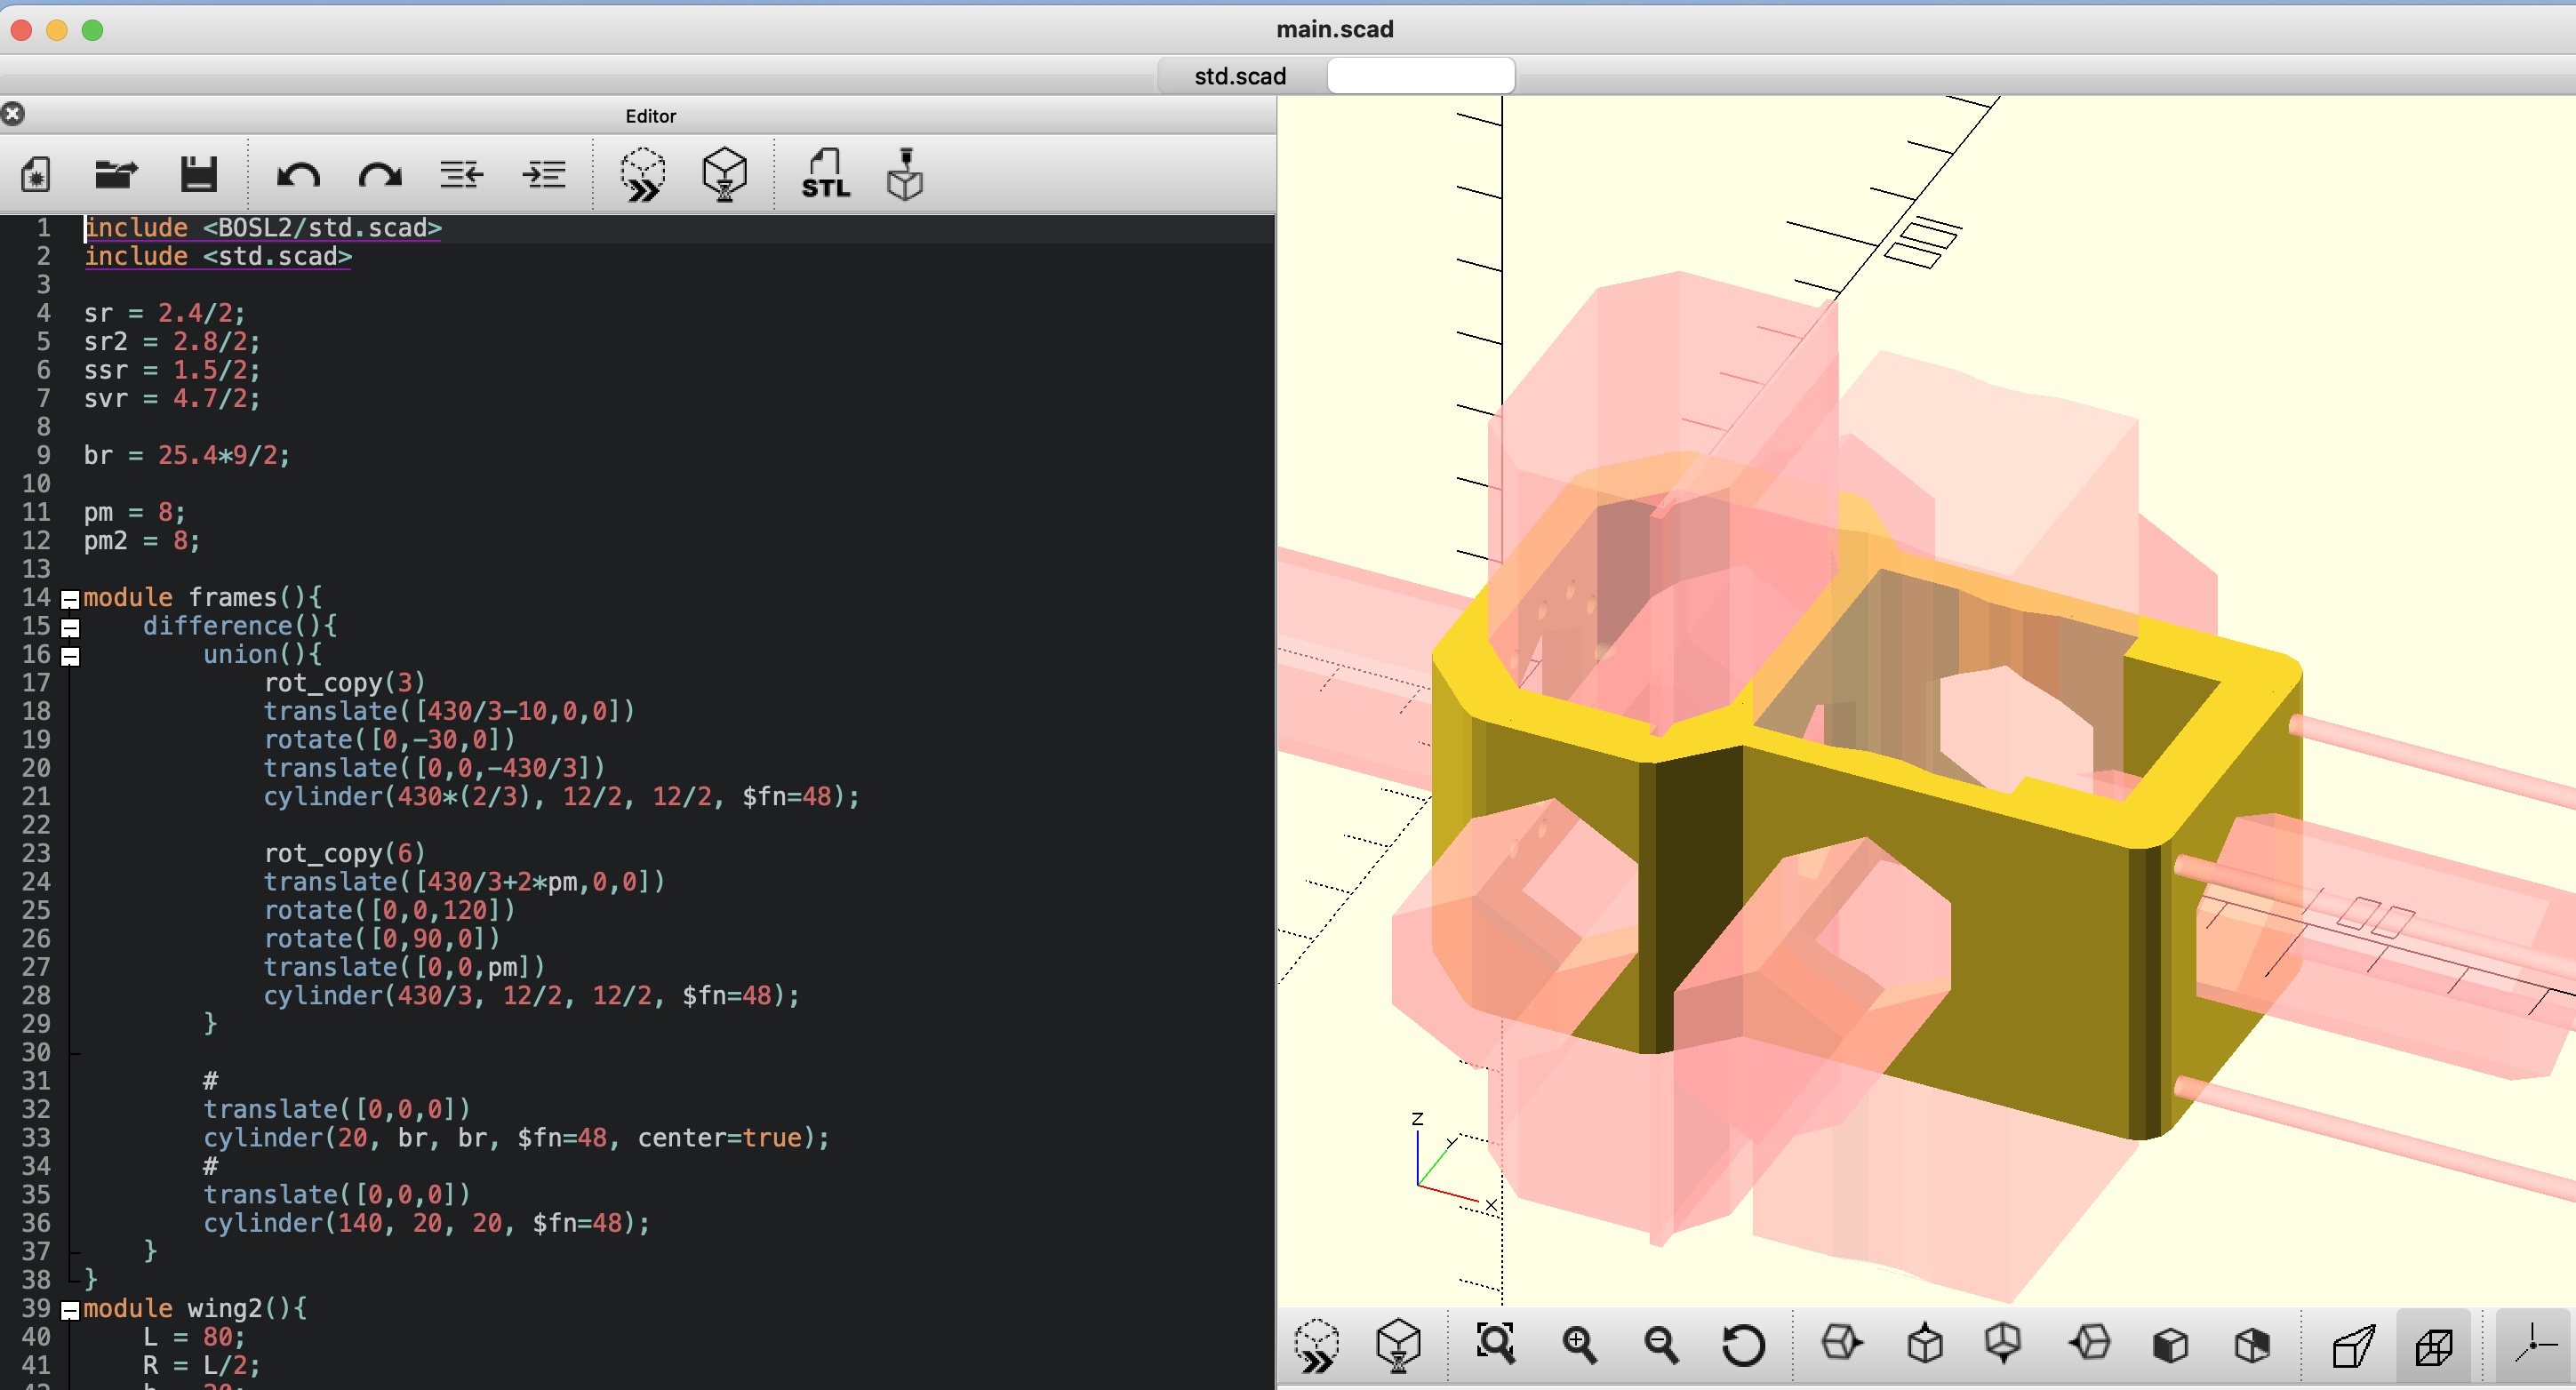 main.scad
std.scad
Editor
STL
1 include <BOSL2/std.scad>
2 include <std.scad>
3
4 sr = 2.4/2;
5 sr2 = 2.8/2;
6 ssr = 1.5/2;
7 svr = 4.7/2;
8
9 br = 25.4*9/2;
10
11 pm = 8;
12 pm2 = 8;
13
14 module frames(){
15 difference(){
16 union(){
17 rot_copy(3)
18 translate([430/3-10,0,0])
19 rotate([0,-30,0])
20 translate([0,0,-430/3])
21 cylinder(430*(2/3), 12/2, 12/2, $fn=48);
22
23 rot_copy(6)
24 translate([430/3+2*pm,0,0])
25 rotate([0,0,120])
26 rotate([0,90,0])
27 translate([0,0,pm])
28 cylinder(430/3, 12/2, 12/2, $fn=48);
29 }
30
31 #
32 translate([0,0,0])
33 cylinder(20, br, br, $fn=48, center=true);
34 #
35 translate([0,0,0])
36 cylinder(140, 20, 20, $fn=48);
37 }
38 }
39 module wing2(){
40 L = 80;
41 R = L/2;
Z
Y
X